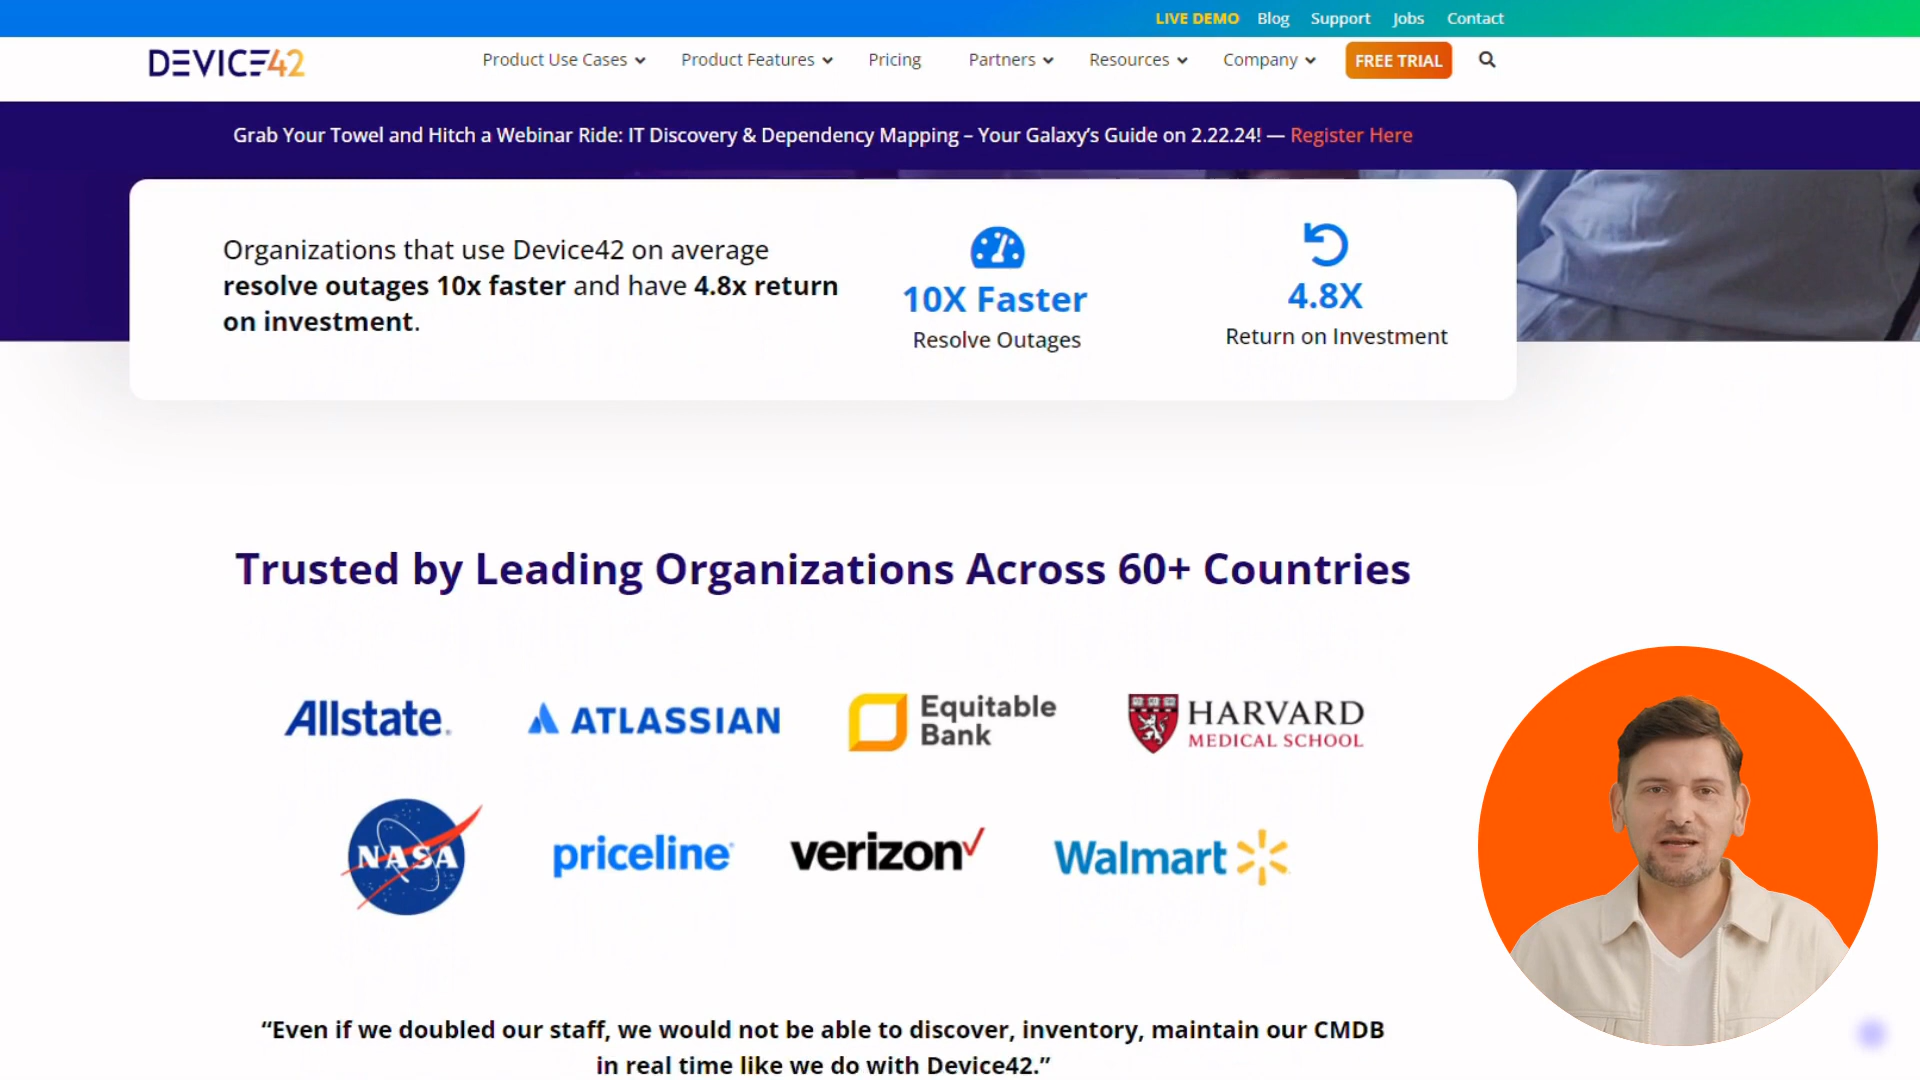 LIVE DEMO Blog Support Jobs Contact
DEVICE42 Product Use Cases Product Features Pricing Partners Resources Company FREE TRIAL
Grab Your Towel and Hitch a Webinar Ride: IT Discovery & Dependency Mapping – Your Galaxy's Guide on 2.22.24! — Register Here
Organizations that use Device42 on average
resolve outages 10x faster and have 4.8x return
on investment.
10X Faster
Resolve Outages
4.8X
Return on Investment
Trusted by Leading Organizations Across 60+ Countries
Allstate
ATLASSIAN
Equitable
Bank
HARVARD
MEDICAL SCHOOL
NASA
priceline
verizon
Walmart
“Even if we doubled our staff, we would not be able to discover, inventory, maintain our CMDB
in real time like we do with Device42.”